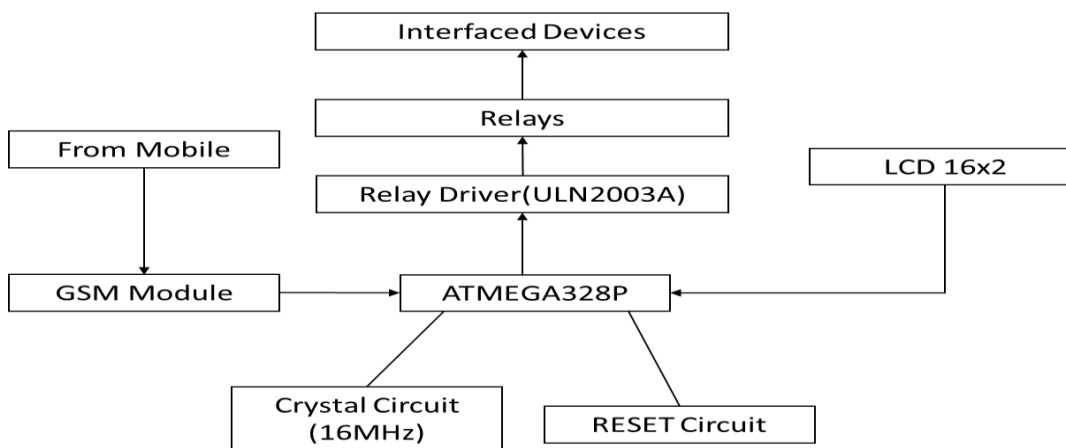 Interfaced Devices
Relays
From Mobile
LCD 16x2
Relay Driver(ULN2003A)
GSM Module
ATMEGA328P
Crystal Circuit
(16MHz)
RESET Circuit